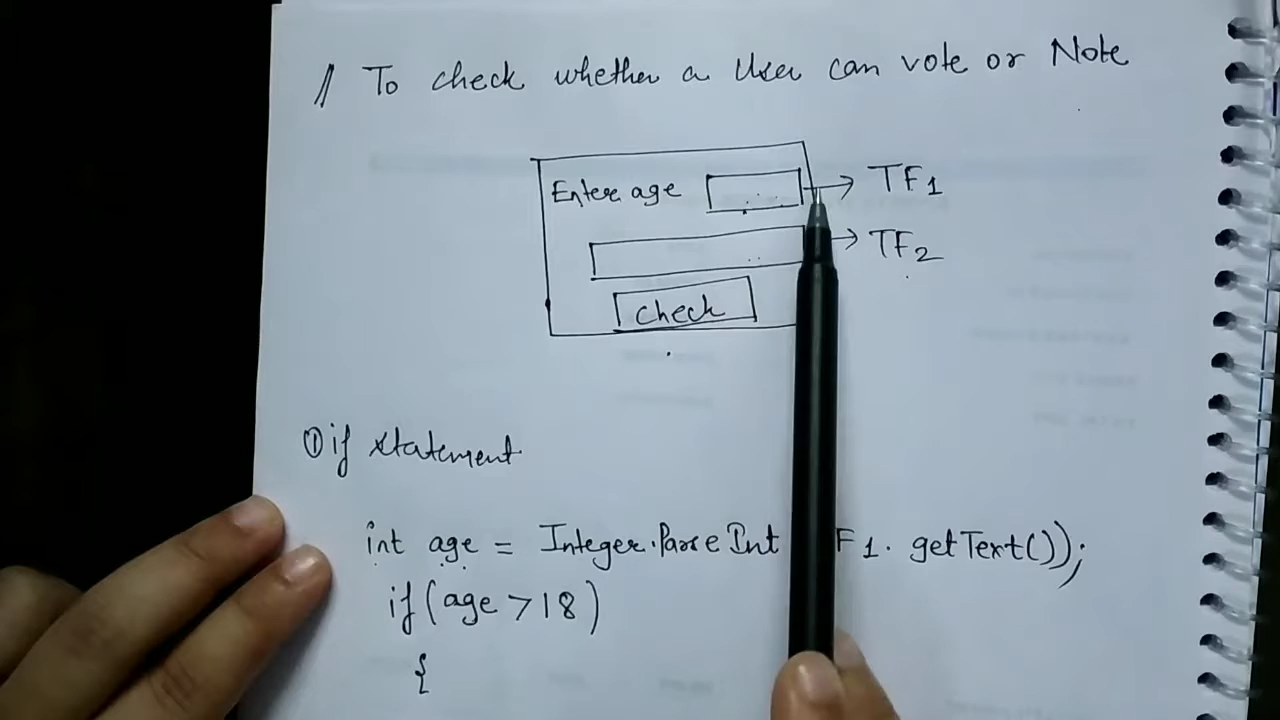 // To check whether a User can vote or Note
Enter age → TF1
→ TF2
check
① if statement
int age = Integer.ParseInt F1. getText());
if (age > 18)
{